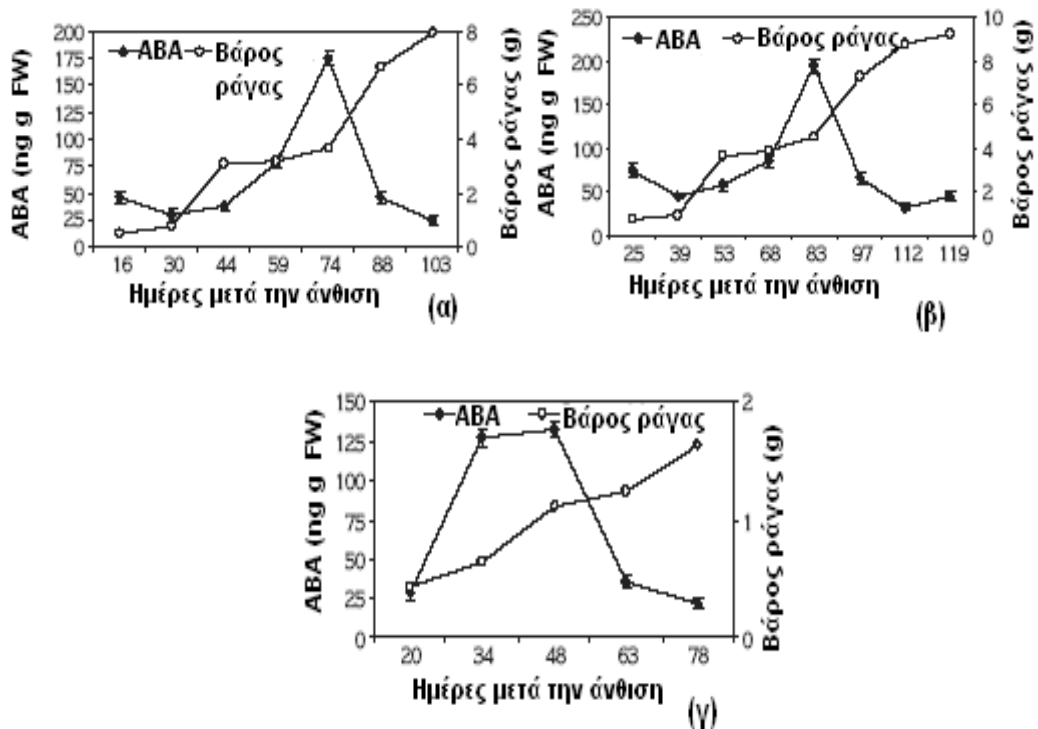 ABA Βάρος
ράγας
ABA (ng g FW)
200
175
150
125
100
75
50
25
0
8
6
4
2
0
Βάρος ράγας (g)
16 30 44 59 74 88 103
Ημέρες μετά την άνθιση
(α)
ABA Βάρος ράγας
ABA (ng g FW)
250
200
150
100
50
0
10
8
6
4
2
0
Βάρος ράγας (g)
25 39 53 68 83 97 112 119
Ημέρες μετά την άνθιση
(β)
ABA Βάρος ράγας
ABA (ng g FW)
150
125
100
75
50
25
0
2
1
0
Βάρος ράγας (g)
20 34 48 63 78
Ημέρες μετά την άνθιση
(γ)